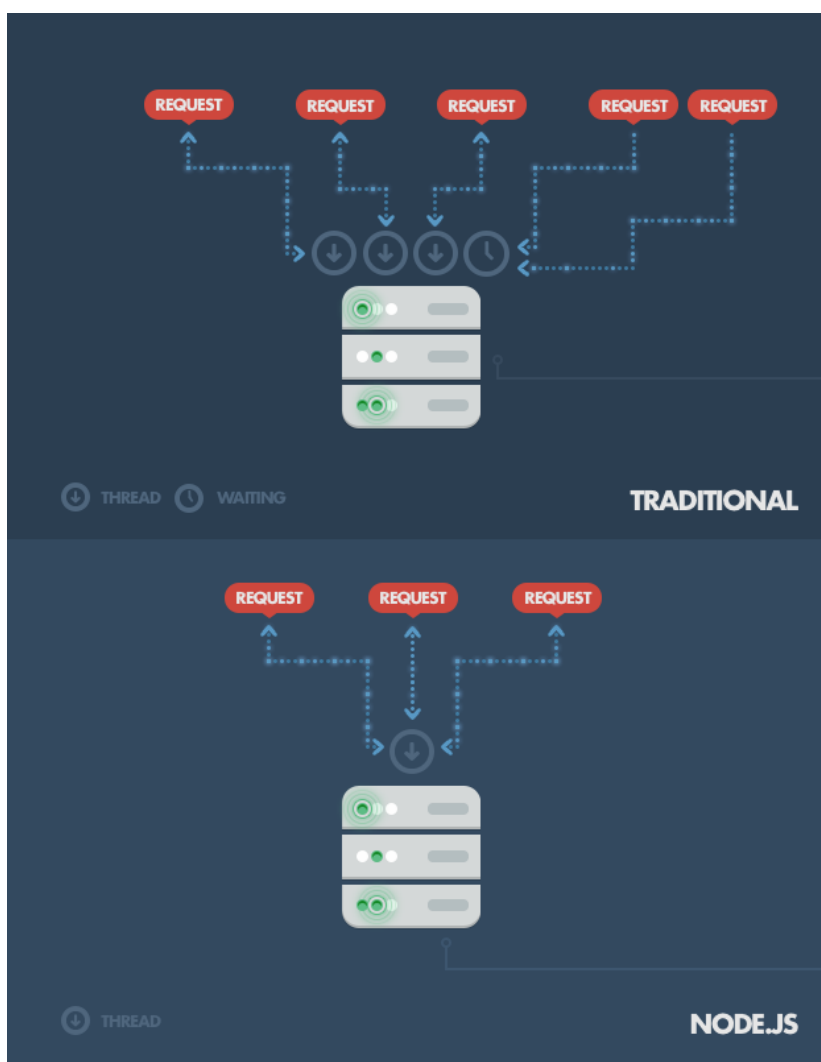 REQUEST REQUEST REQUEST REQUEST REQUEST
THREAD WAITING
TRADITIONAL
REQUEST REQUEST REQUEST
THREAD
NODE.JS